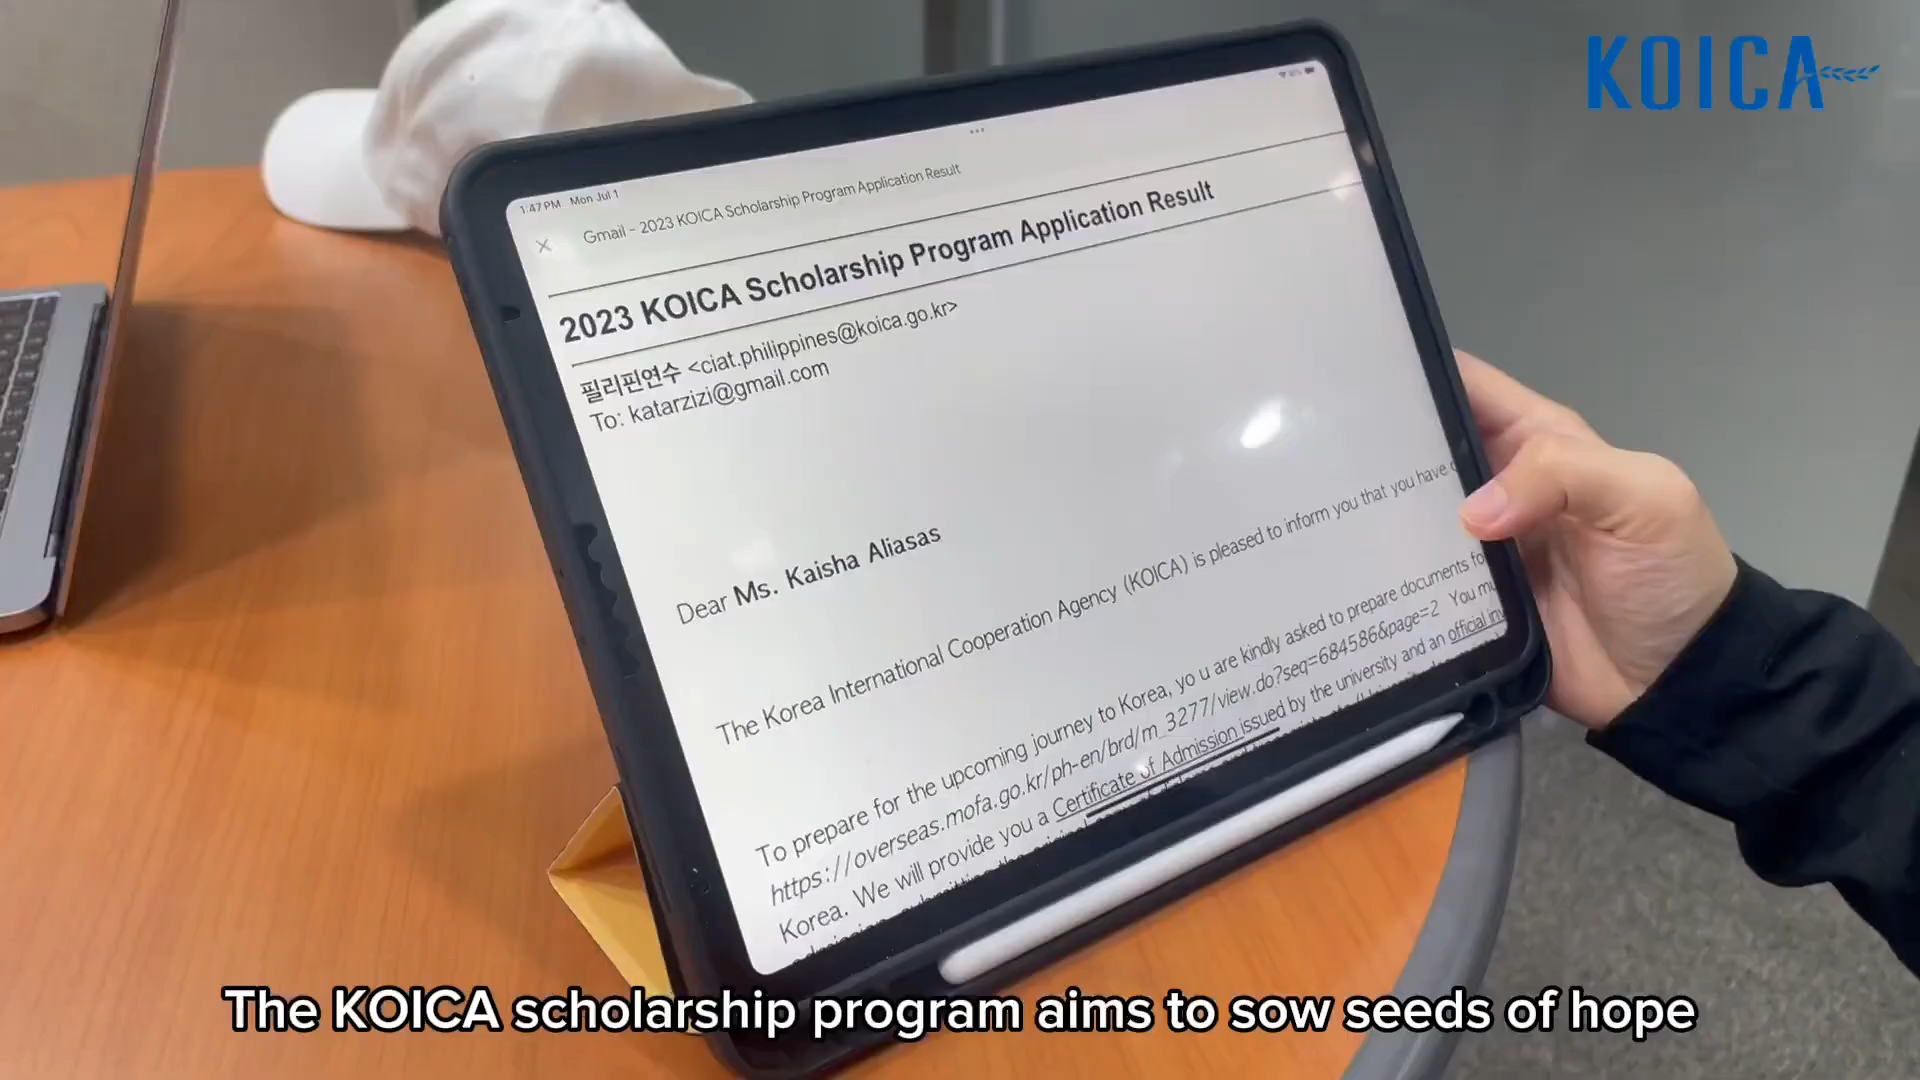 KOICA
1:47 PM Mon Jul 1
Gmail - 2023 KOICA Scholarship Program Application Result
2023 KOICA Scholarship Program Application Result
필리핀연수 <ciat.philippines@koica.go.kr>
To: katarzizi@gmail.com
Dear Ms. Kaisha Aliasas
The Korea International Cooperation Agency (KOICA) is pleased to inform you that you have
To prepare for the upcoming journey to Korea, yo u are kindly asked to prepare documents fo
https://overseas.mofa.go.kr/ph-en/brd/m_3277/view.do?seq=684586&page=2 You mu
Korea. We will provide you a Certificate of Admission issued by the university and an official inv
The KOICA scholarship program aims to sow seeds of hope